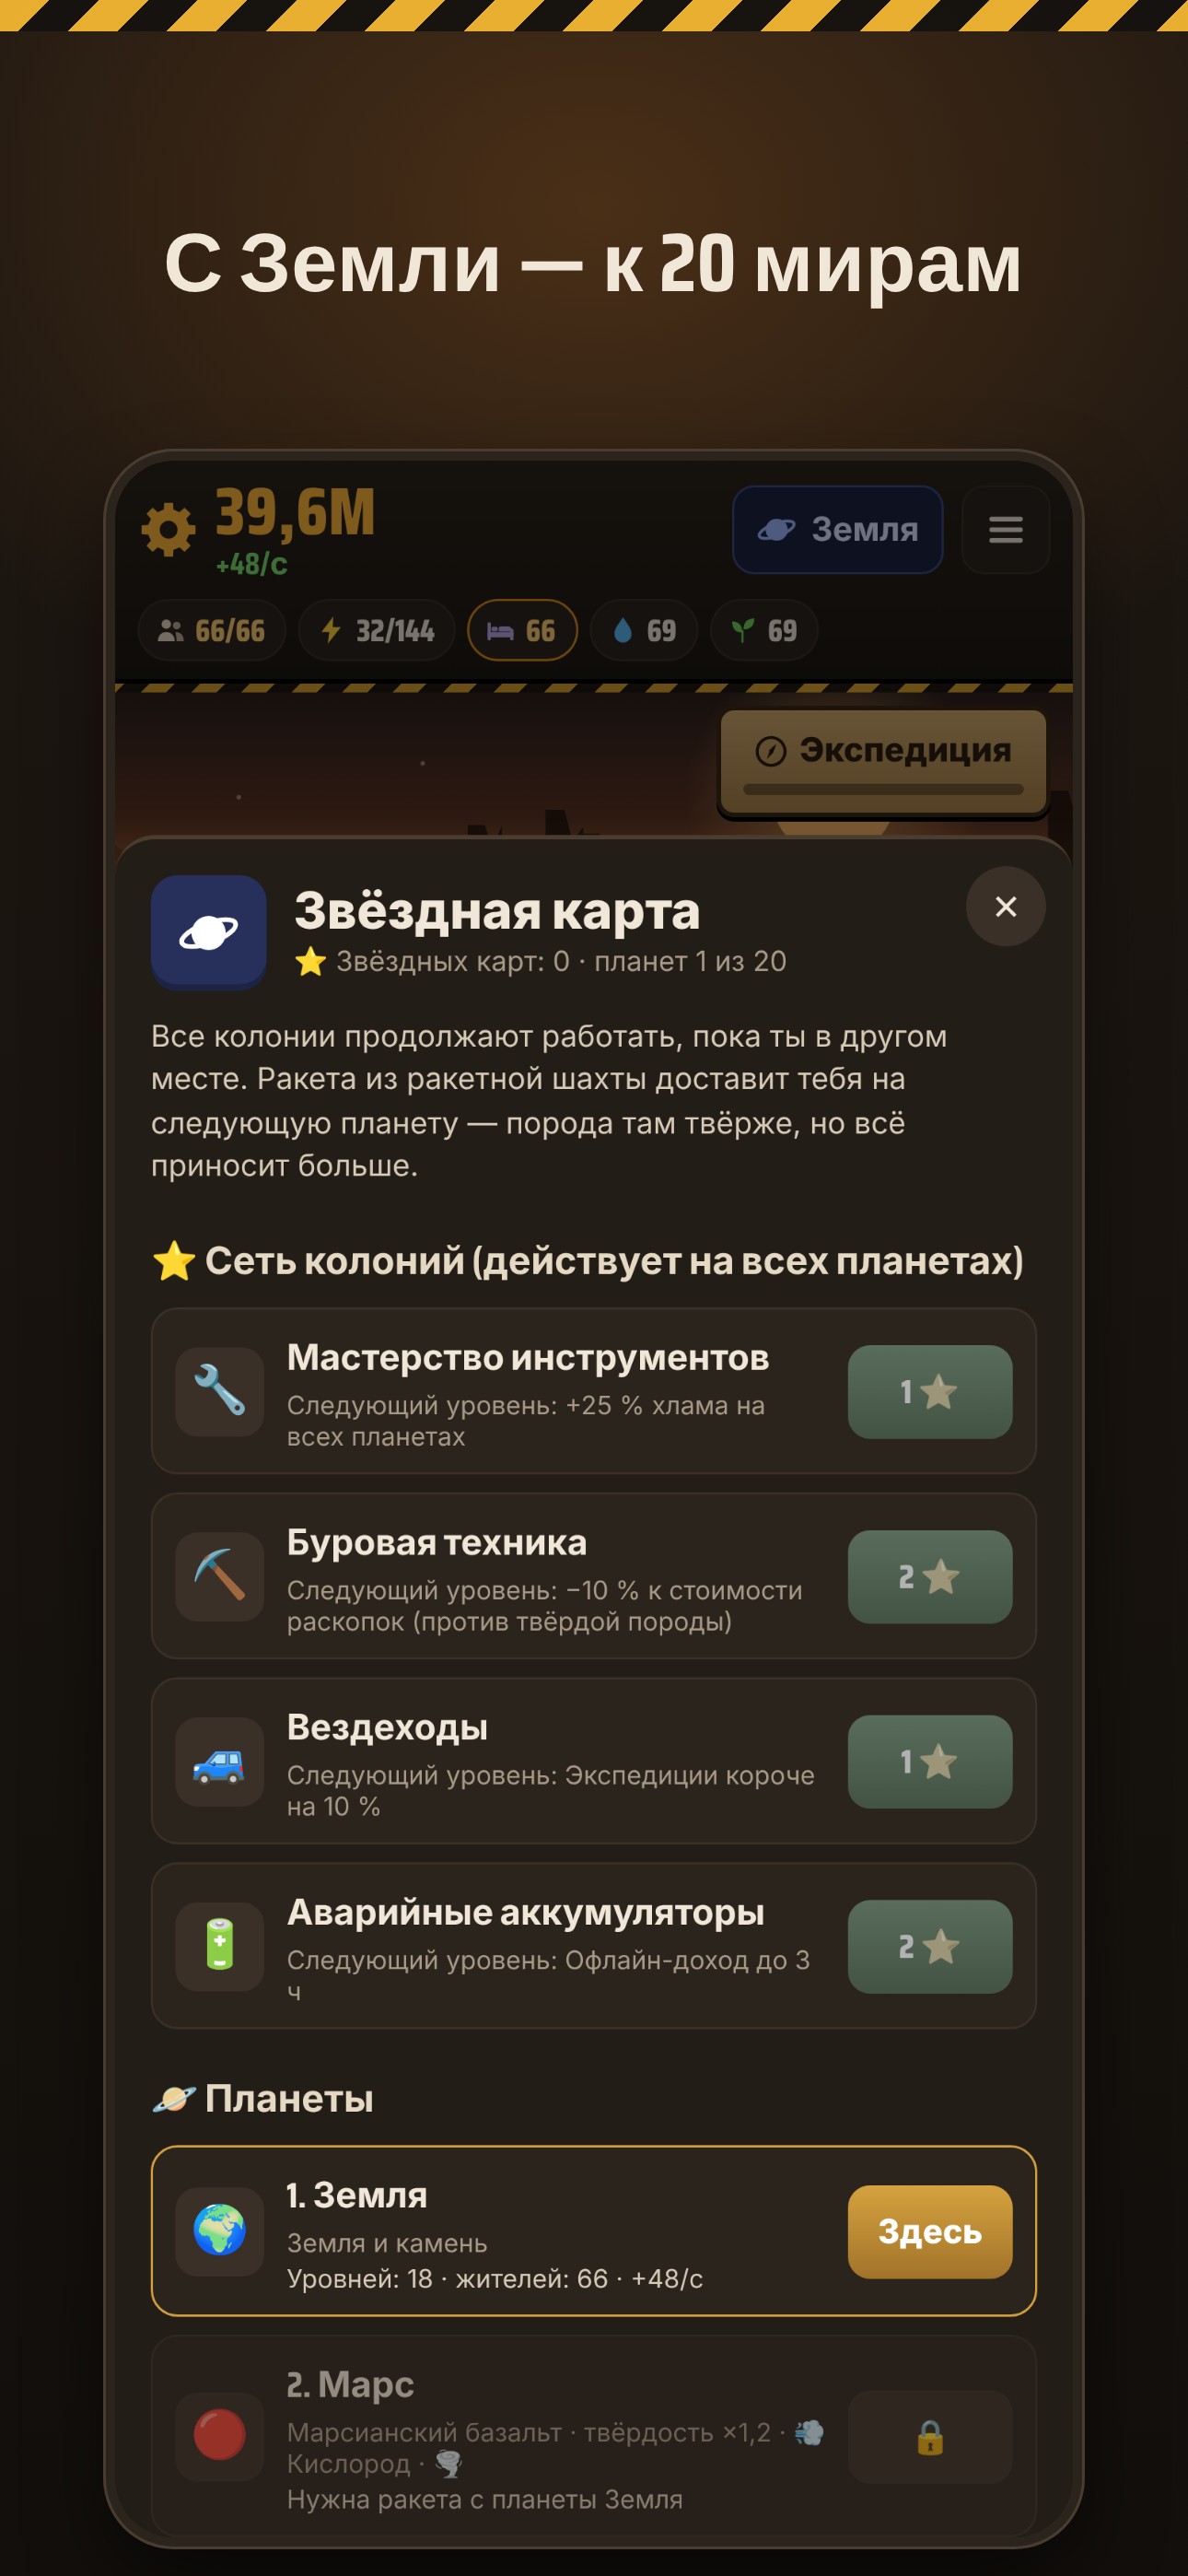 С Земли — к 20 мирам
39,6M
+48/с
Земля
66/66
32/144
66
69
69
Экспедиция
Звёздная карта
Звёздных карт: 0 · планет 1 из 20
Все колонии продолжают работать, пока ты в другом
месте. Ракета из ракетной шахты доставит тебя на
следующую планету — порода там твёрже, но всё
приносит больше.
Сеть колоний (действует на всех планетах)
Мастерство инструментов
Следующий уровень: +25 % хлама на
всех планетах
1
Буровая техника
Следующий уровень: −10 % к стоимости
раскопок (против твёрдой породы)
2
Вездеходы
Следующий уровень: Экспедиции короче
на 10 %
1
Аварийные аккумуляторы
Следующий уровень: Офлайн-доход до 3
ч
2
Планеты
1. Земля
Земля и камень
Уровней: 18 · жителей: 66 · +48/с
Здесь
2. Марс
Марсианский базальт · твёрдость ×1,2 ·
Кислород ·
Нужна ракета с планеты Земля